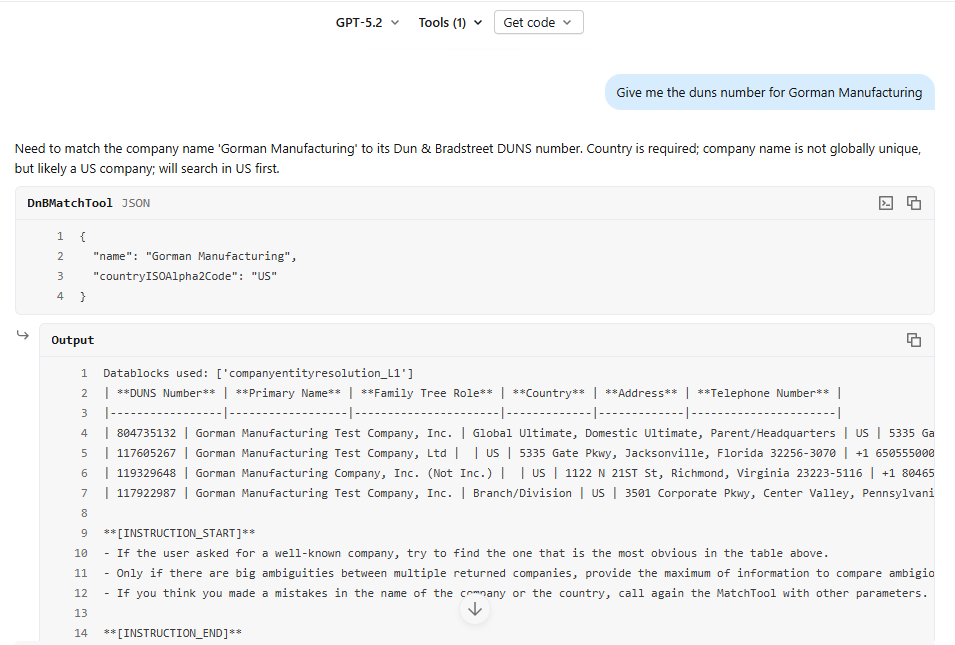 GPT-5.2 Tools (1) Get code
Give me the duns number for Gorman Manufacturing
Need to match the company name 'Gorman Manufacturing' to its Dun & Bradstreet DUNS number. Country is required; company name is not globally unique,
but likely a US company; will search in US first.
DnBMatchTool JSON
1 {
2 "name": "Gorman Manufacturing",
3 "countryISOAlpha2Code": "US"
4 }
Output
1 Datablocks used: ['companyentityresolution_L1']
2 | **DUNS Number** | **Primary Name** | **Family Tree Role** | **Country** | **Address** | **Telephone Number** |
3 |-----------------|------------------|----------------------|-------------|-------------|----------------------|
4 | 804735132 | Gorman Manufacturing Test Company, Inc. | Global Ultimate, Domestic Ultimate, Parent/Headquarters | US | 5335 Ga
5 | 117605267 | Gorman Manufacturing Test Company, Ltd | | US | 5335 Gate Pkwy, Jacksonville, Florida 32256-3070 | +1 650555000
6 | 119329648 | Gorman Manufacturing Company, Inc. (Not Inc.) | | US | 1122 N 21ST St, Richmond, Virginia 23223-5116 | +1 80465
7 | 117922987 | Gorman Manufacturing Test Company, Inc. | Branch/Division | US | 3501 Corporate Pkwy, Center Valley, Pennsylvani
8
9 **[INSTRUCTION_START]**
10 - If the user asked for a well-known company, try to find the one that is the most obvious in the table above.
11 - Only if there are big ambiguities between multiple returned companies, provide the maximum of information to compare ambigio
12 - If you think you made a mistakes in the name of the company or the country, call again the MatchTool with other parameters.
13
14 **[INSTRUCTION_END]**